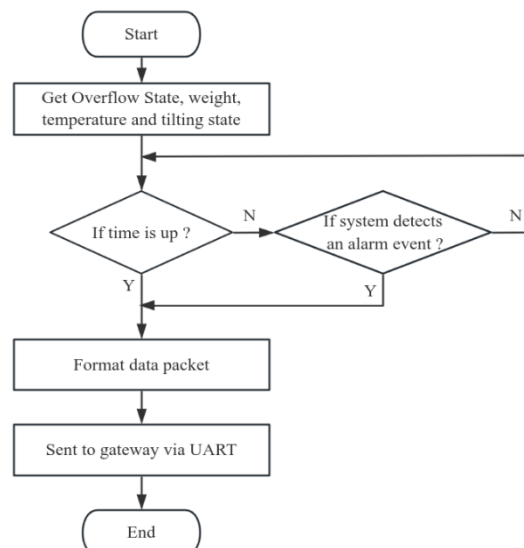 Start
Get Overflow State, weight,
temperature and tilting state
If time is up ?
N
If system detects
an alarm event ?
N
Y
Y
Format data packet
Sent to gateway via UART
End